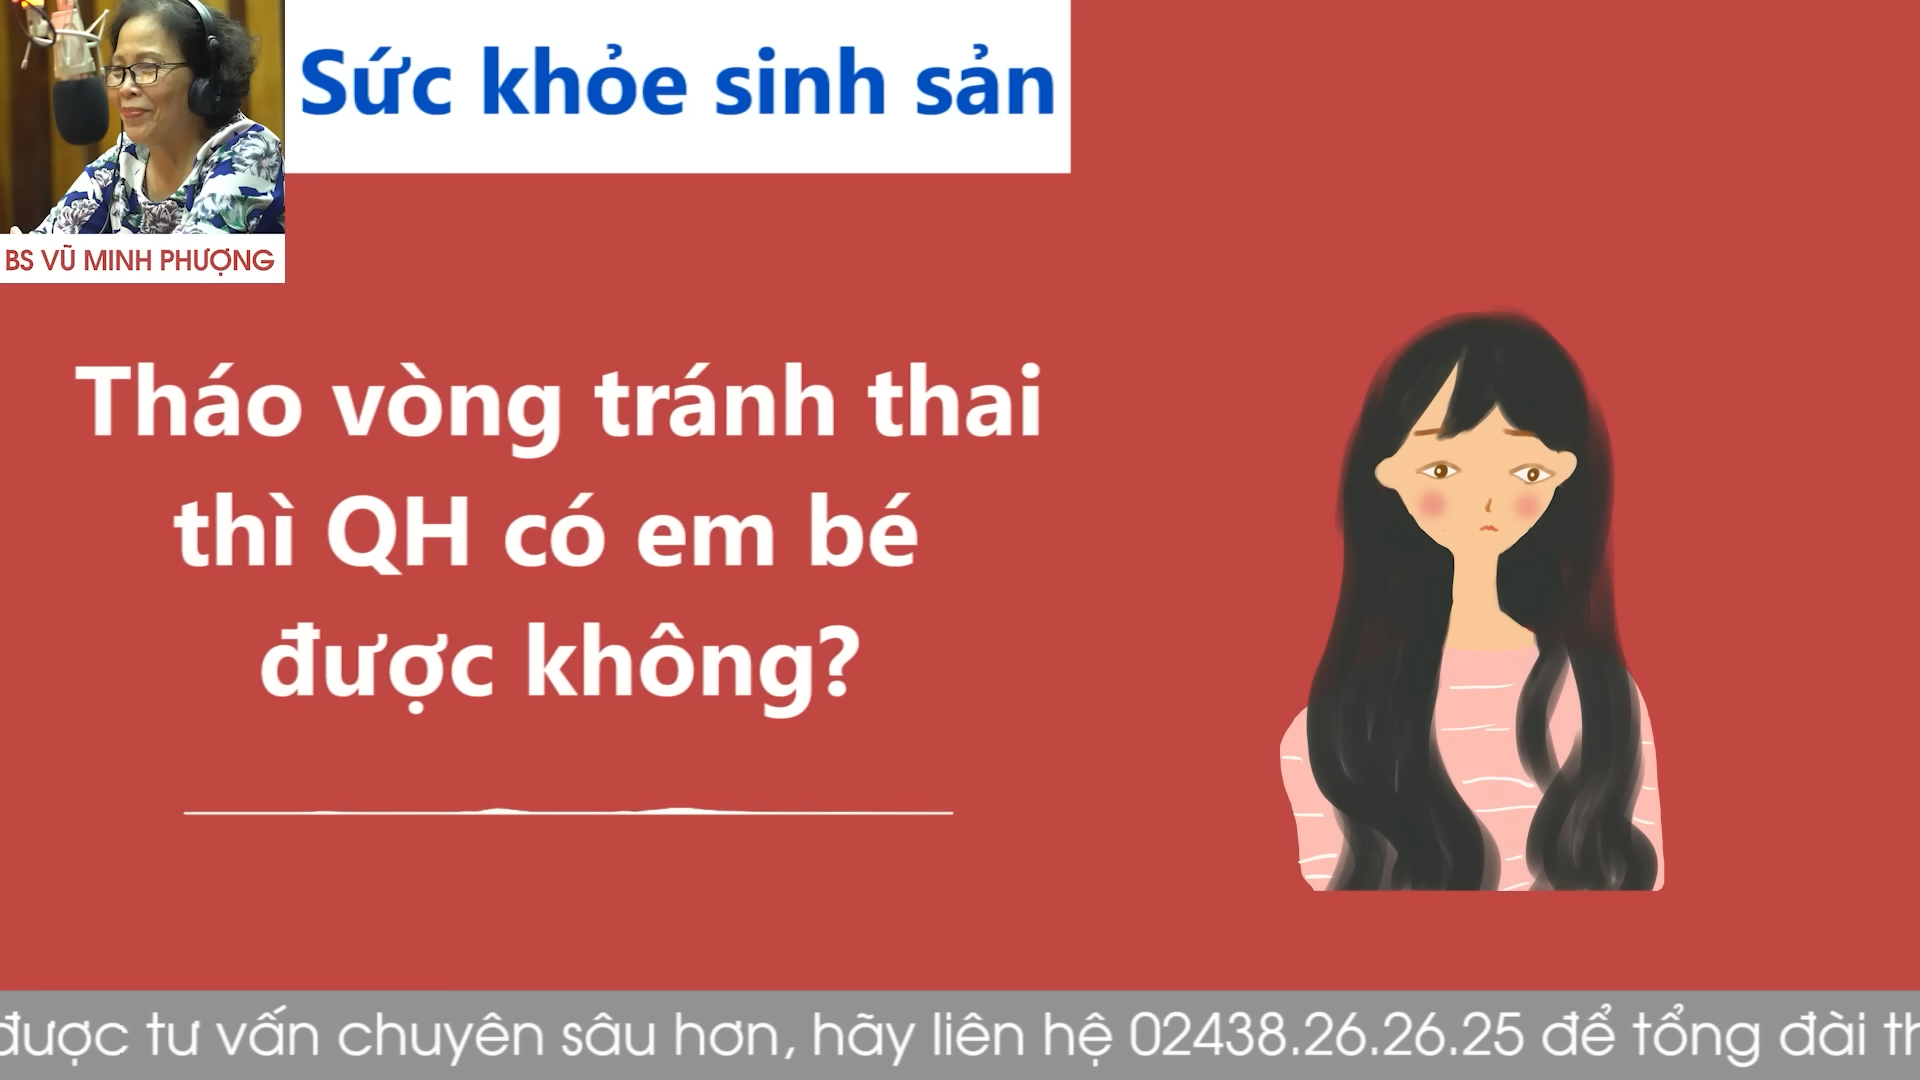 Sức khỏe sinh sản
BS VŨ MINH PHƯỢNG
Tháo vòng tránh thai
thì QH có em bé
được không?
được tư vấn chuyên sâu hơn, hãy liên hệ 02438.26.26.25 để tổng đài th